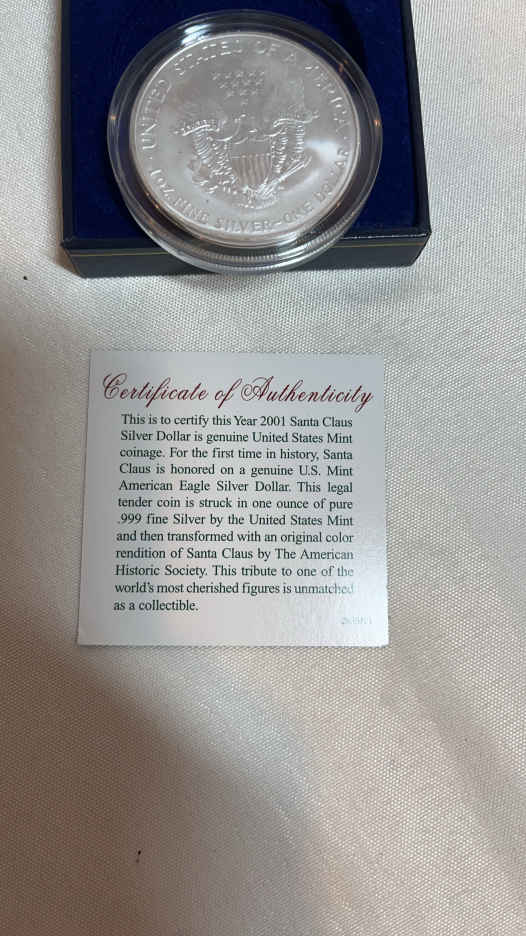 UNITED STATES OF AMERICA
1 OZ. FINE SILVER~ONE DOLLAR
Certificate of Authenticity
This is to certify this Year 2001 Santa Claus
Silver Dollar is genuine United States Mint
coinage. For the first time in history, Santa
Claus is honored on a genuine U.S. Mint
American Eagle Silver Dollar. This legal
tender coin is struck in one ounce of pure
.999 fine Silver by the United States Mint
and then transformed with an original color
rendition of Santa Claus by The American
Historic Society. This tribute to one of the
world's most cherished figures is unmatched
as a collectible.